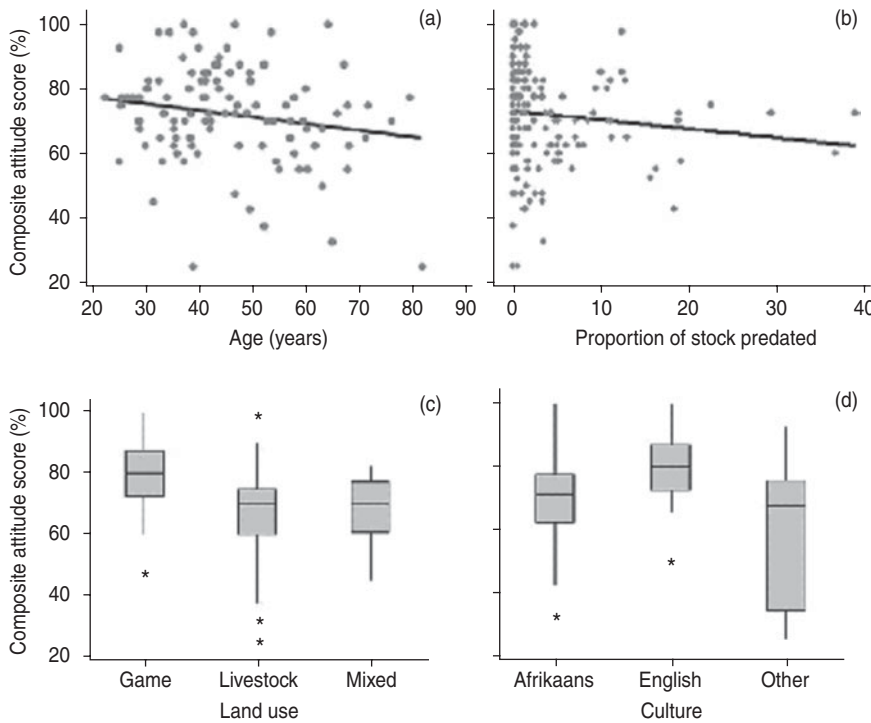 (a)
Composite attitude score (%)
100
80
60
40
20
20 30 40 50 60 70 80 90
Age (years)
(b)
0 10 20 30 40
Proportion of stock predated
(c)
Composite attitude score (%)
100
80
60
40
20
*
*
*
*
Game Livestock Mixed
Land use
(d)
*
*
Afrikaans English Other
Culture